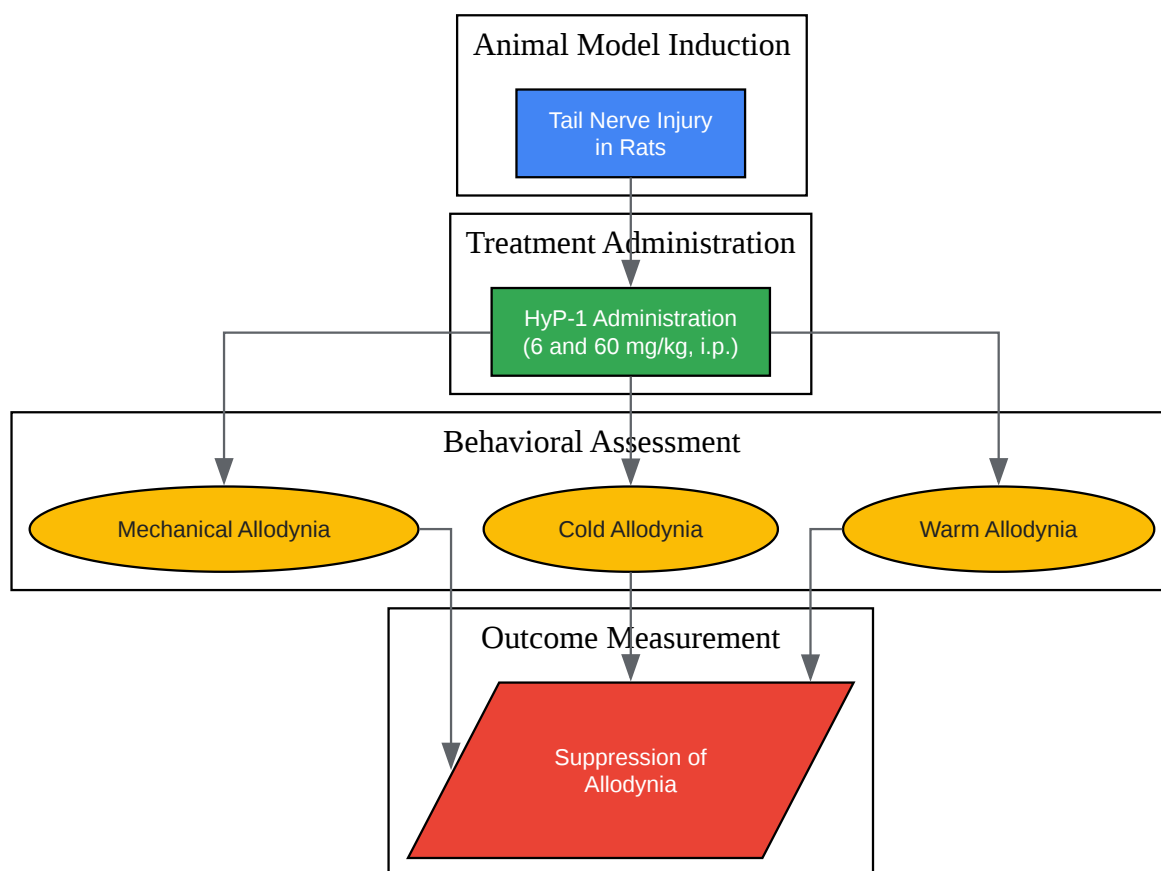 Animal Model Induction
Tail Nerve Injury
in Rats
Treatment Administration
HyP-1 Administration
(6 and 60 mg/kg, i.p.)
Behavioral Assessment
Mechanical Allodynia
Cold Allodynia
Warm Allodynia
Outcome Measurement
Suppression of
Allodynia